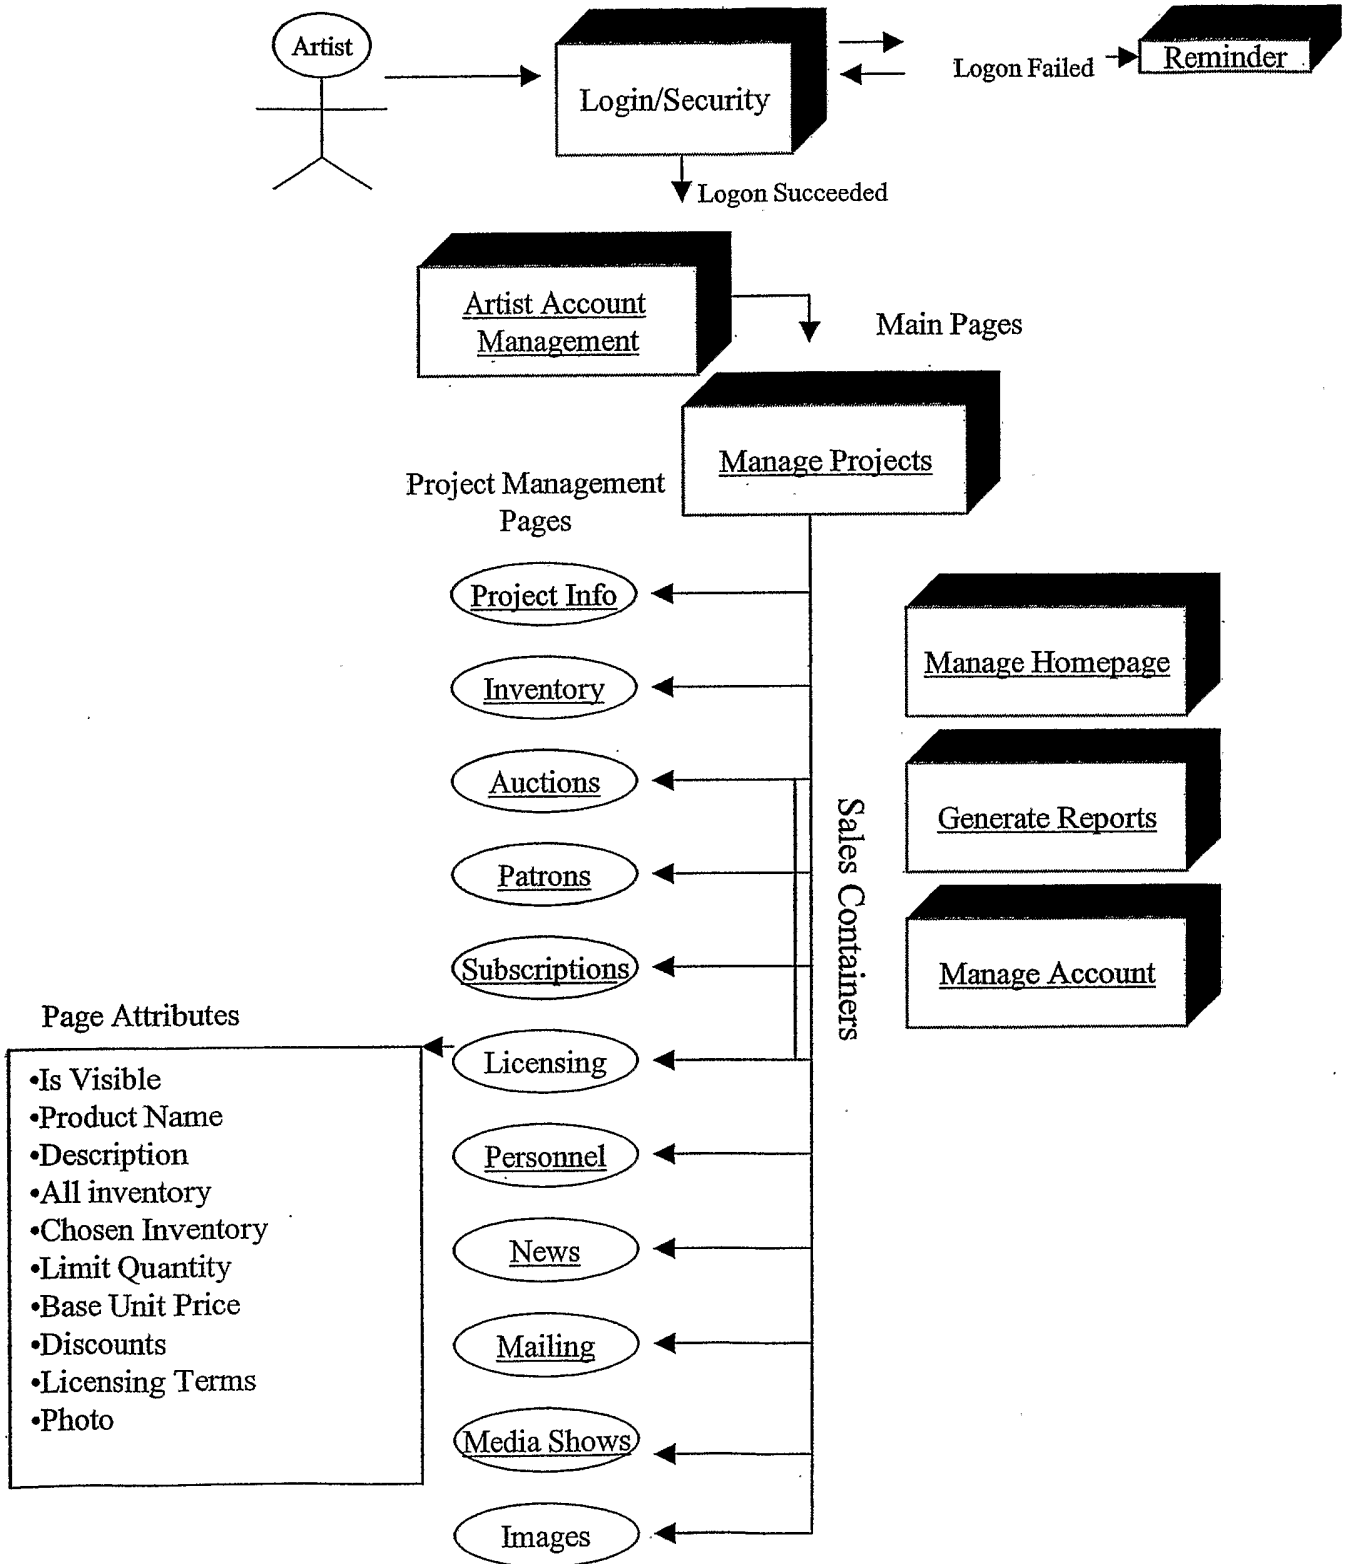 Artist
Login/Security
Logon Failed
Reminder
Logon Succeeded
Artist Account
Management
Main Pages
Manage Projects
Project Management
Pages
Project Info
Inventory
Auctions
Patrons
Subscriptions
Licensing
Personnel
News
Mailing
Media Shows
Images
Sales Containers
Manage Homepage
Generate Reports
Manage Account
Page Attributes
•Is Visible
•Product Name
•Description
•All inventory
•Chosen Inventory
•Limit Quantity
•Base Unit Price
•Discounts
•Licensing Terms
•Photo